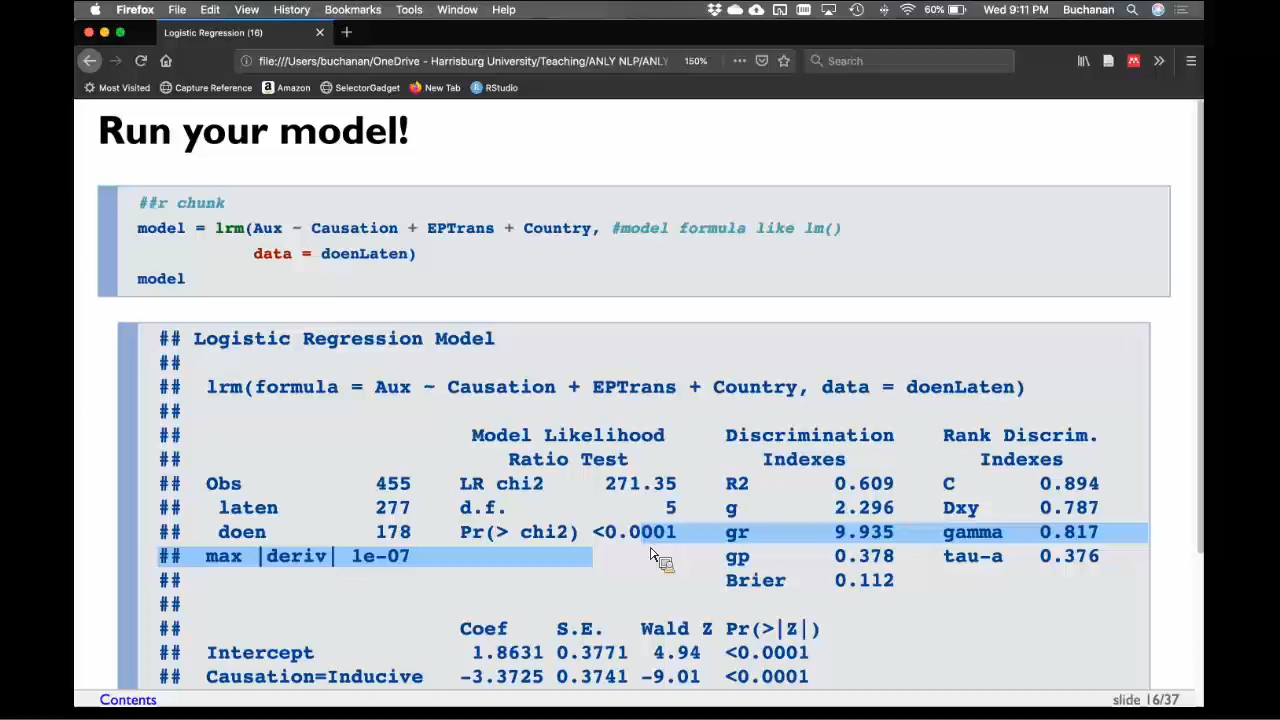 Firefox File Edit View History Bookmarks Tools Window Help 60% Wed 9:11 PM Buchanan
Logistic Regression (16)
file:///Users/buchanan/OneDrive - Harrisburg University/Teaching/ANLY NLP/ANLY 150% Search
Most Visited Capture Reference Amazon SelectorGadget New Tab RStudio
Run your model!
##r chunk
model = lrm(Aux ~ Causation + EPTrans + Country, #model formula like lm()
data = doenLaten)
model
## Logistic Regression Model
##
## lrm(formula = Aux ~ Causation + EPTrans + Country, data = doenLaten)
##
## Model Likelihood Discrimination Rank Discrim.
## Ratio Test Indexes Indexes
## Obs 455 LR chi2 271.35 R2 0.609 C 0.894
## laten 277 d.f. 5 g 2.296 Dxy 0.787
## doen 178 Pr(> chi2) <0.0001 gr 9.935 gamma 0.817
## max |deriv| 1e-07 gp 0.378 tau-a 0.376
## Brier 0.112
##
## Coef S.E. Wald Z Pr(>|Z|)
## Intercept 1.8631 0.3771 4.94 <0.0001
## Causation=Inducive -3.3725 0.3741 -9.01 <0.0001
Contents slide 16/37